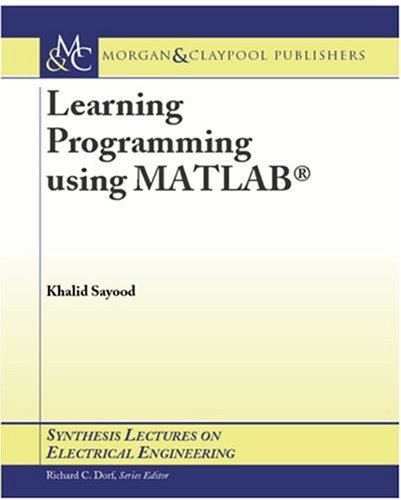 M&C MORGAN&CLAYPOOL PUBLISHERS
Learning
Programming
using MATLAB®
Khalid Sayood
SYNTHESIS LECTURES ON
ELECTRICAL ENGINEERING
Richard C. Dorf, Series Editor